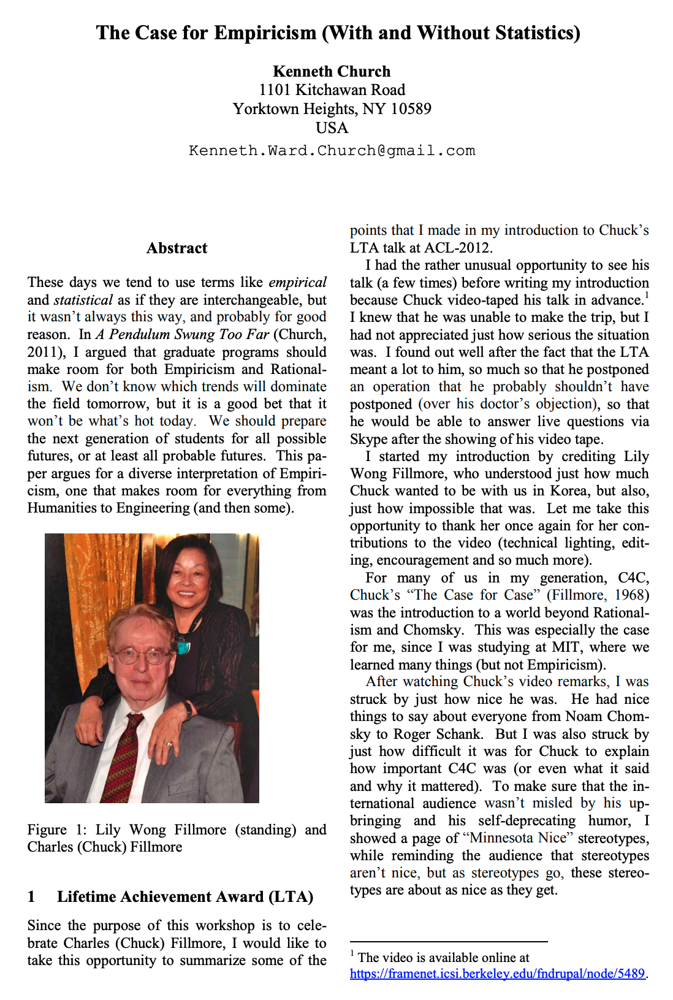 The Case for Empiricism (With and Without Statistics)
Kenneth Church
1101 Kitchawan Road
Yorktown Heights, NY 10589
USA
Kenneth.Ward.Church@gmail.com
Abstract
These days we tend to use terms like empirical
and statistical as if they are interchangeable, but
it wasn’t always this way, and probably for good
reason. In A Pendulum Swung Too Far (Church,
2011), I argued that graduate programs should
make room for both Empiricism and Rational-
ism. We don’t know which trends will dominate
the field tomorrow, but it is a good bet that it
won’t be what’s hot today. We should prepare
the next generation of students for all possible
futures, or at least all probable futures. This pa-
per argues for a diverse interpretation of Empiri-
cism, one that makes room for everything from
Humanities to Engineering (and then some).
Figure 1: Lily Wong Fillmore (standing) and
Charles (Chuck) Fillmore
1 Lifetime Achievement Award (LTA)
Since the purpose of this workshop is to cele-
brate Charles (Chuck) Fillmore, I would like to
take this opportunity to summarize some of the
points that I made in my introduction to Chuck’s
LTA talk at ACL-2012.
I had the rather unusual opportunity to see his
talk (a few times) before writing my introduction
because Chuck video-taped his talk in advance.1
I knew that he was unable to make the trip, but I
had not appreciated just how serious the situation
was. I found out well after the fact that the LTA
meant a lot to him, so much so that he postponed
an operation that he probably shouldn’t have
postponed (over his doctor’s objection), so that
he would be able to answer live questions via
Skype after the showing of his video tape.
I started my introduction by crediting Lily
Wong Fillmore, who understood just how much
Chuck wanted to be with us in Korea, but also,
just how impossible that was. Let me take this
opportunity to thank her once again for her con-
tributions to the video (technical lighting, edit-
ing, encouragement and so much more).
For many of us in my generation, C4C,
Chuck’s “The Case for Case” (Fillmore, 1968)
was the introduction to a world beyond Rational-
ism and Chomsky. This was especially the case
for me, since I was studying at MIT, where we
learned many things (but not Empiricism).
After watching Chuck’s video remarks, I was
struck by just how nice he was. He had nice
things to say about everyone from Noam Chom-
sky to Roger Schank. But I was also struck by
just how difficult it was for Chuck to explain
how important C4C was (or even what it said
and why it mattered). To make sure that the in-
ternational audience wasn’t misled by his up-
bringing and his self-deprecating humor, I
showed a page of “Minnesota Nice” stereotypes,
while reminding the audience that stereotypes
aren’t nice, but as stereotypes go, these stereo-
types are about as nice as they get.
1 The video is available online at
https://framenet.icsi.berkeley.edu/fndrupal/node/5489.